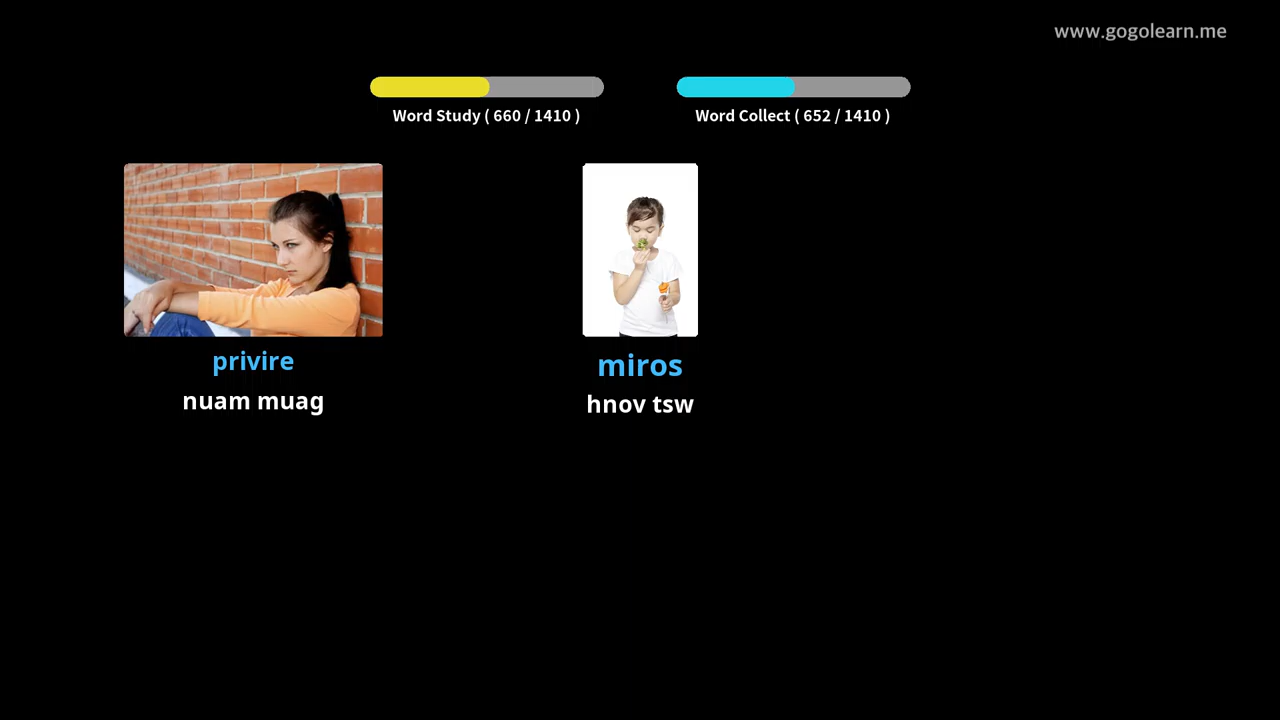 www.gogolearn.me
Word Study ( 660 / 1410 )
Word Collect ( 652 / 1410 )
privire
nuam muag
miros
hnov tsw